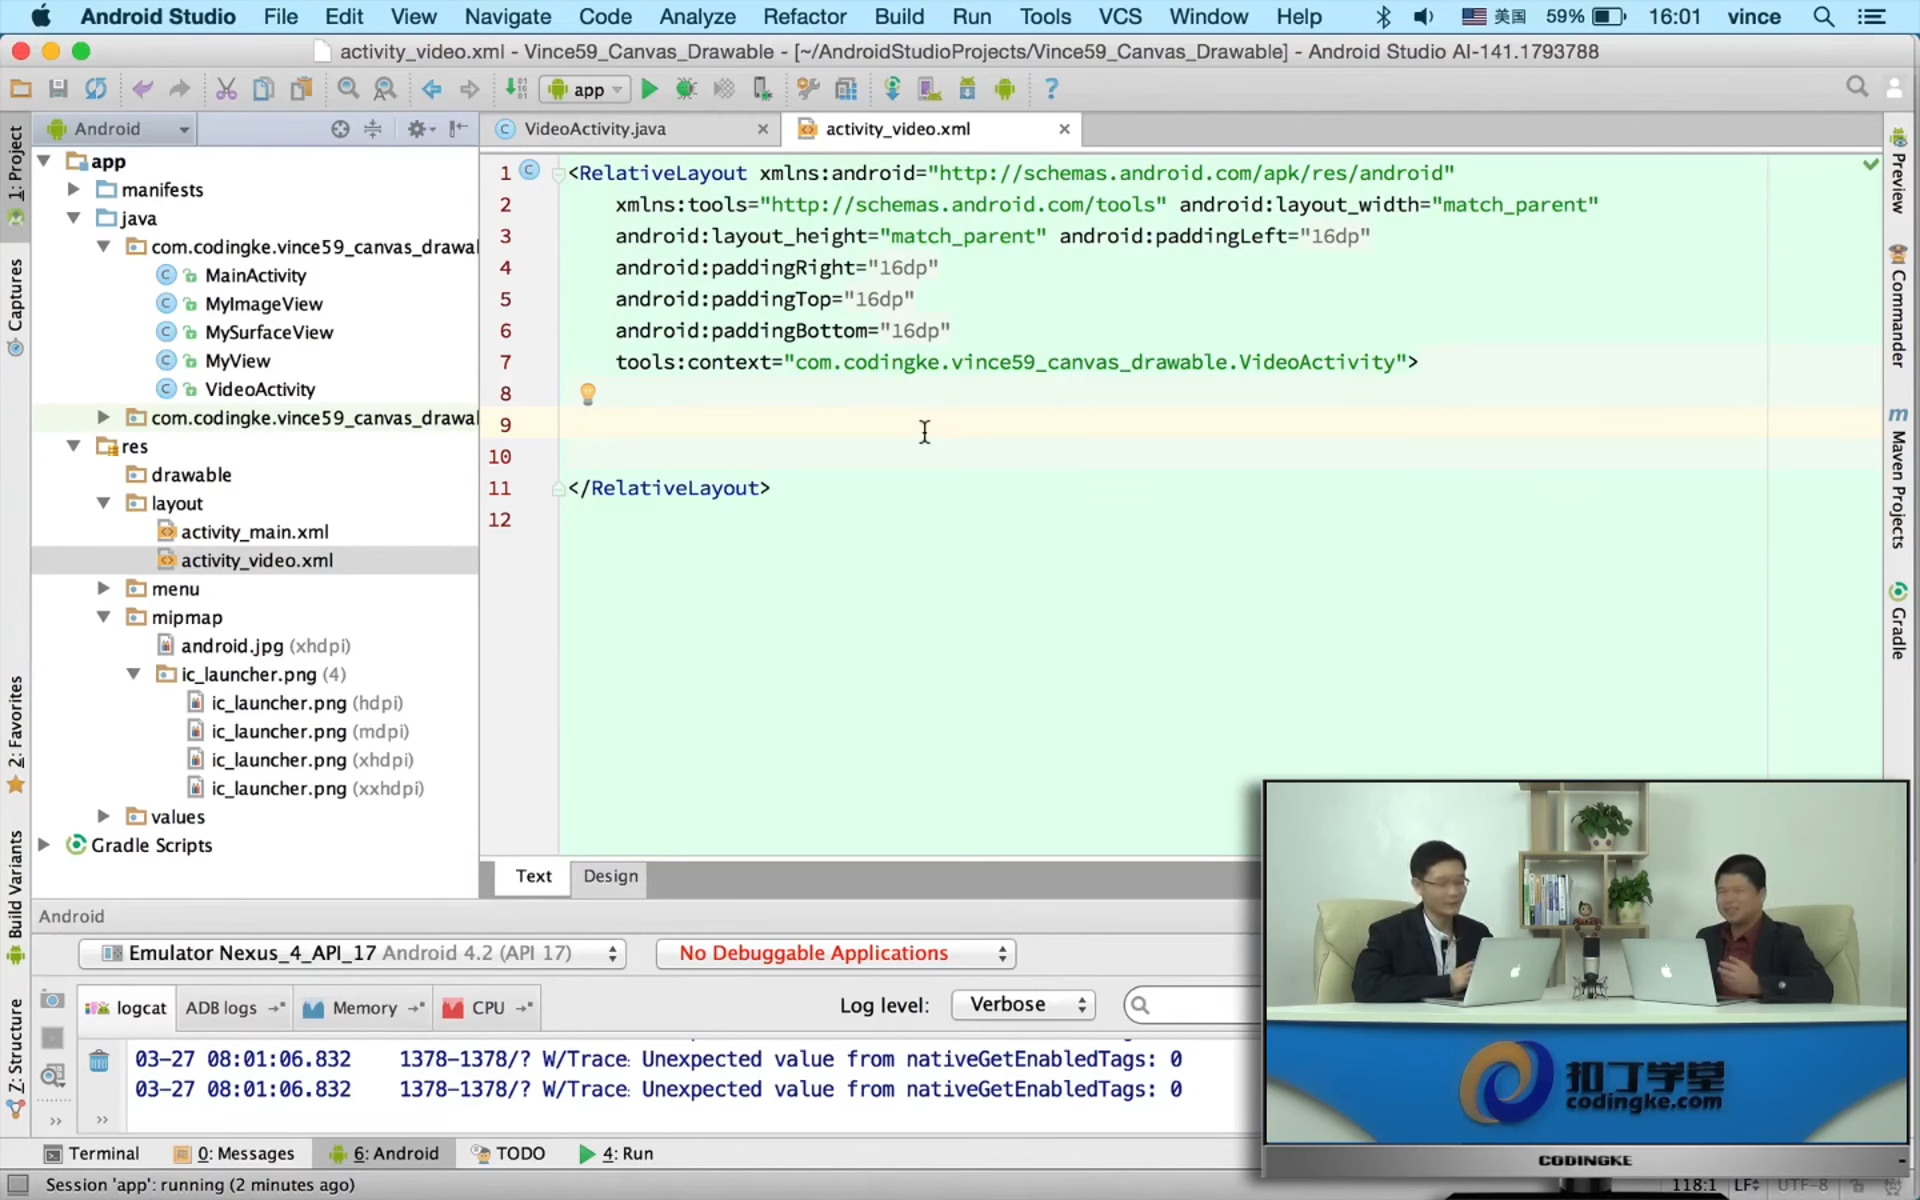 Android Studio File Edit View Navigate Code Analyze Refactor Build Run Tools VCS Window Help 美国 59% 16:01 vince
activity_video.xml - Vince59_Canvas_Drawable - [~/AndroidStudioProjects/Vince59_Canvas_Drawable] - Android Studio AI-141.1793788
app
Android
VideoActivity.java
activity_video.xml
1: Project
Captures
2: Favorites
Build Variants
Z: Structure
app
manifests
java
com.codingke.vince59_canvas_drawal
MainActivity
MyImageView
MySurfaceView
MyView
VideoActivity
com.codingke.vince59_canvas_drawal
res
drawable
layout
activity_main.xml
activity_video.xml
menu
mipmap
android.jpg (xhdpi)
ic_launcher.png (4)
ic_launcher.png (hdpi)
ic_launcher.png (mdpi)
ic_launcher.png (xhdpi)
ic_launcher.png (xxhdpi)
values
Gradle Scripts
1 <RelativeLayout xmlns:android="http://schemas.android.com/apk/res/android"
2 xmlns:tools="http://schemas.android.com/tools" android:layout_width="match_parent"
3 android:layout_height="match_parent" android:paddingLeft="16dp"
4 android:paddingRight="16dp"
5 android:paddingTop="16dp"
6 android:paddingBottom="16dp"
7 tools:context="com.codingke.vince59_canvas_drawable.VideoActivity">
8
9
10
11 </RelativeLayout>
12
Preview
Commander
m Maven Projects
Gradle
Text Design
Android
Emulator Nexus_4_API_17 Android 4.2 (API 17)
No Debuggable Applications
logcat ADB logs Memory CPU
Log level: Verbose
03-27 08:01:06.832 1378-1378/? W/Trace: Unexpected value from nativeGetEnabledTags: 0
03-27 08:01:06.832 1378-1378/? W/Trace: Unexpected value from nativeGetEnabledTags: 0
扣丁学堂
codingke.com
CODINGKE
Terminal 0: Messages 6: Android TODO 4: Run
Session 'app': running (2 minutes ago)
118:1 LF UTF-8